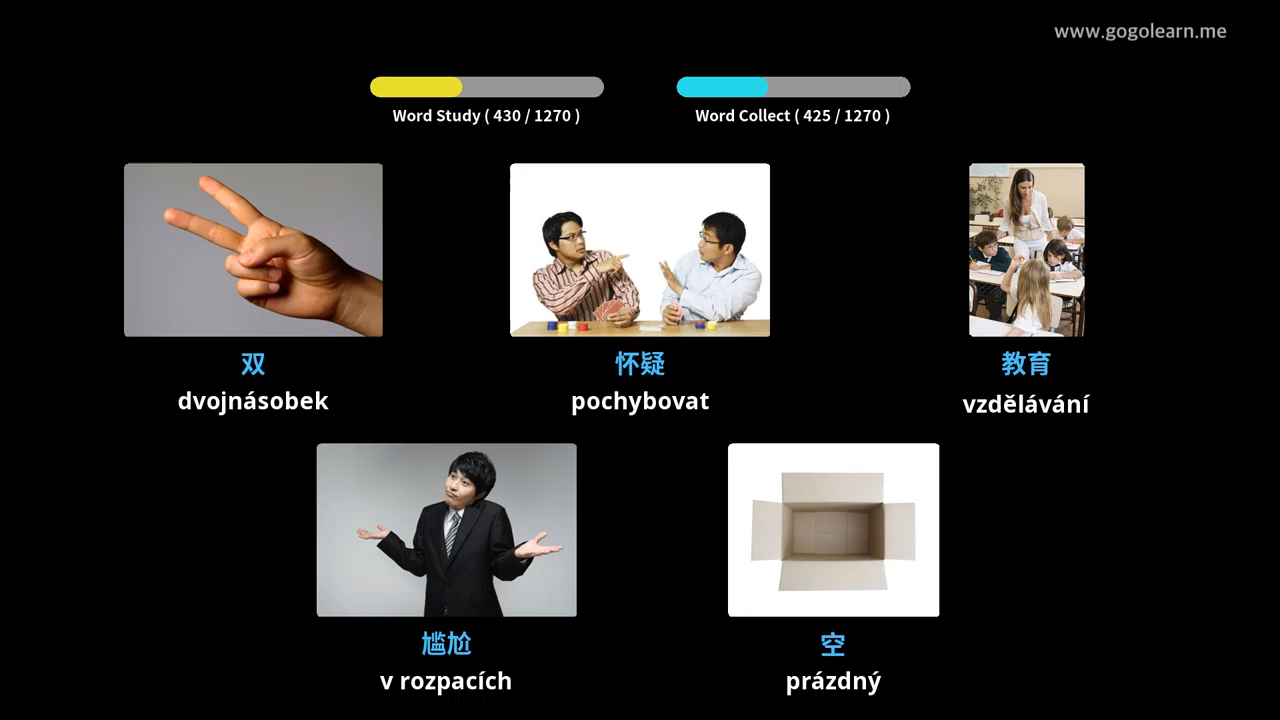 www.gogolearn.me
Word Study ( 430 / 1270 )
Word Collect ( 425 / 1270 )
双
dvojnásobek
怀疑
pochybovat
教育
vzdělávání
尴尬
v rozpacích
空
prázdný